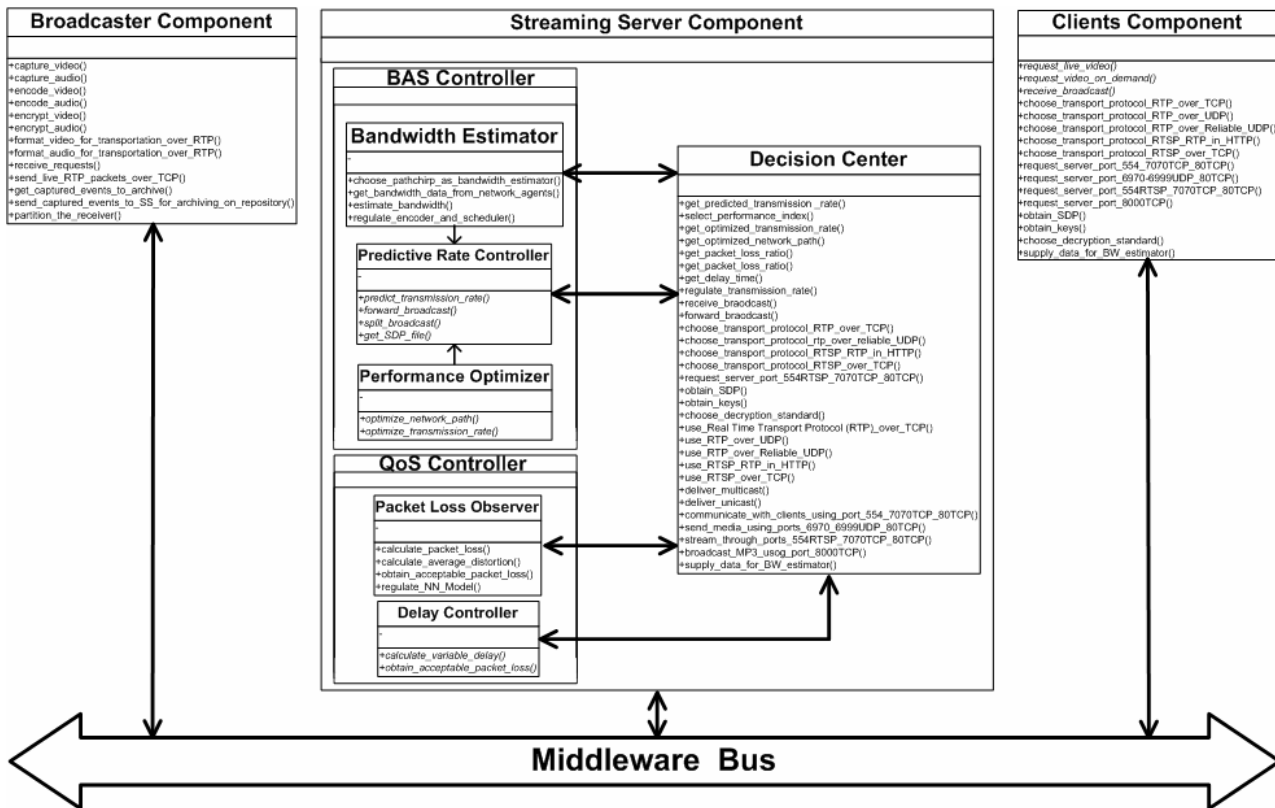 Broadcaster Component
+capture_video()
+capture_audio()
+encode_video()
+encode_audio()
+encrypt_video()
+encrypt_audio()
+format_video_for_transportation_over_RTP()
+format_audio_for_transportation_over_RTP()
+receive_requests()
+send_live_RTP_packets_over_TCP()
+get_captured_events_to_archive()
+send_captured_events_to_SS_for_archiving_on_repository()
+partition_the_receiver()
Streaming Server Component
BAS Controller
Bandwidth Estimator
-
+choose_pathchirp_as_bandwidth_estimator()
+get_bandwidth_data_from_network_agents()
+estimate_bandwidth()
+regulate_encoder_and_scheduler()
Predictive Rate Controller
-
+predict_transmission_rate()
+forward_broadcast()
+split_broadcast()
+get_SDP_file()
Performance Optimizer
-
+optimize_network_path()
+optimize_transmission_rate()
QoS Controller
Packet Loss Observer
-
+calculate_packet_loss()
+calculate_average_distortion()
+obtain_acceptable_packet_loss()
+regulate_NN_Model()
Delay Controller
-
+calculate_variable_delay()
+obtain_acceptable_packet_loss()
Decision Center
+get_predicted_transmission _rate()
+select_performance_index()
+get_optimized_transmission_rate()
+get_optimized_network_path()
+get_packet_loss_ratio()
+get_packet_loss_ratio()
+get_delay_time()
+regulate_transmission_rate()
+receive_braodcast()
+forward_braodcast()
+choose_transport_protocol_RTP_over_TCP()
+choose_transport_protocol_rtp_over_reliable_UDP()
+choose_transport_protocol_RTSP_RTP_in_HTTP()
+choose_transport_protocol_RTSP_over_TCP()
+request_server_port_554RTSP_7070TCP_80TCP()
+obtain_SDP()
+obtain_keys()
+choose_decryption_standard()
+use_Real Time Transport Protocol (RTP)_over_TCP()
+use_RTP_over_UDP()
+use_RTP_over_Reliable_UDP()
+use_RTSP_RTP_in_HTTP()
+use_RTSP_over_TCP()
+deliver_multicast()
+deliver_unicast()
+communicate_with_clients_using_port_554_7070TCP_80TCP()
+send_media_using_ports_6970_6999UDP_80TCP()
+stream_through_ports_554RTSP_7070TCP_80TCP()
+broadcast_MP3_usog_port_8000TCP()
+supply_data_for_BW_estimator()
Clients Component
+request_live_video()
+request_video_on_demand()
+receive_broadcast()
+choose_transport_protocol_RTP_over_TCP()
+choose_transport_protocol_RTP_over_UDP()
+choose_transport_protocol_RTP_over_Reliable_UDP()
+choose_transport_protocol_RTSP_RTP_in_HTTP()
+choose_transport_protocol_RTSP_over_TCP()
+request_server_port_554_7070TCP_80TCP()
+request_server_port_6970-6999UDP_80TCP()
+request_server_port_554RTSP_7070TCP_80TCP()
+request_server_port_8000TCP()
+obtain_SDP()
+obtain_keys()
+choose_decryption_standard()
+supply_data_for_BW_estimator()
Middleware Bus